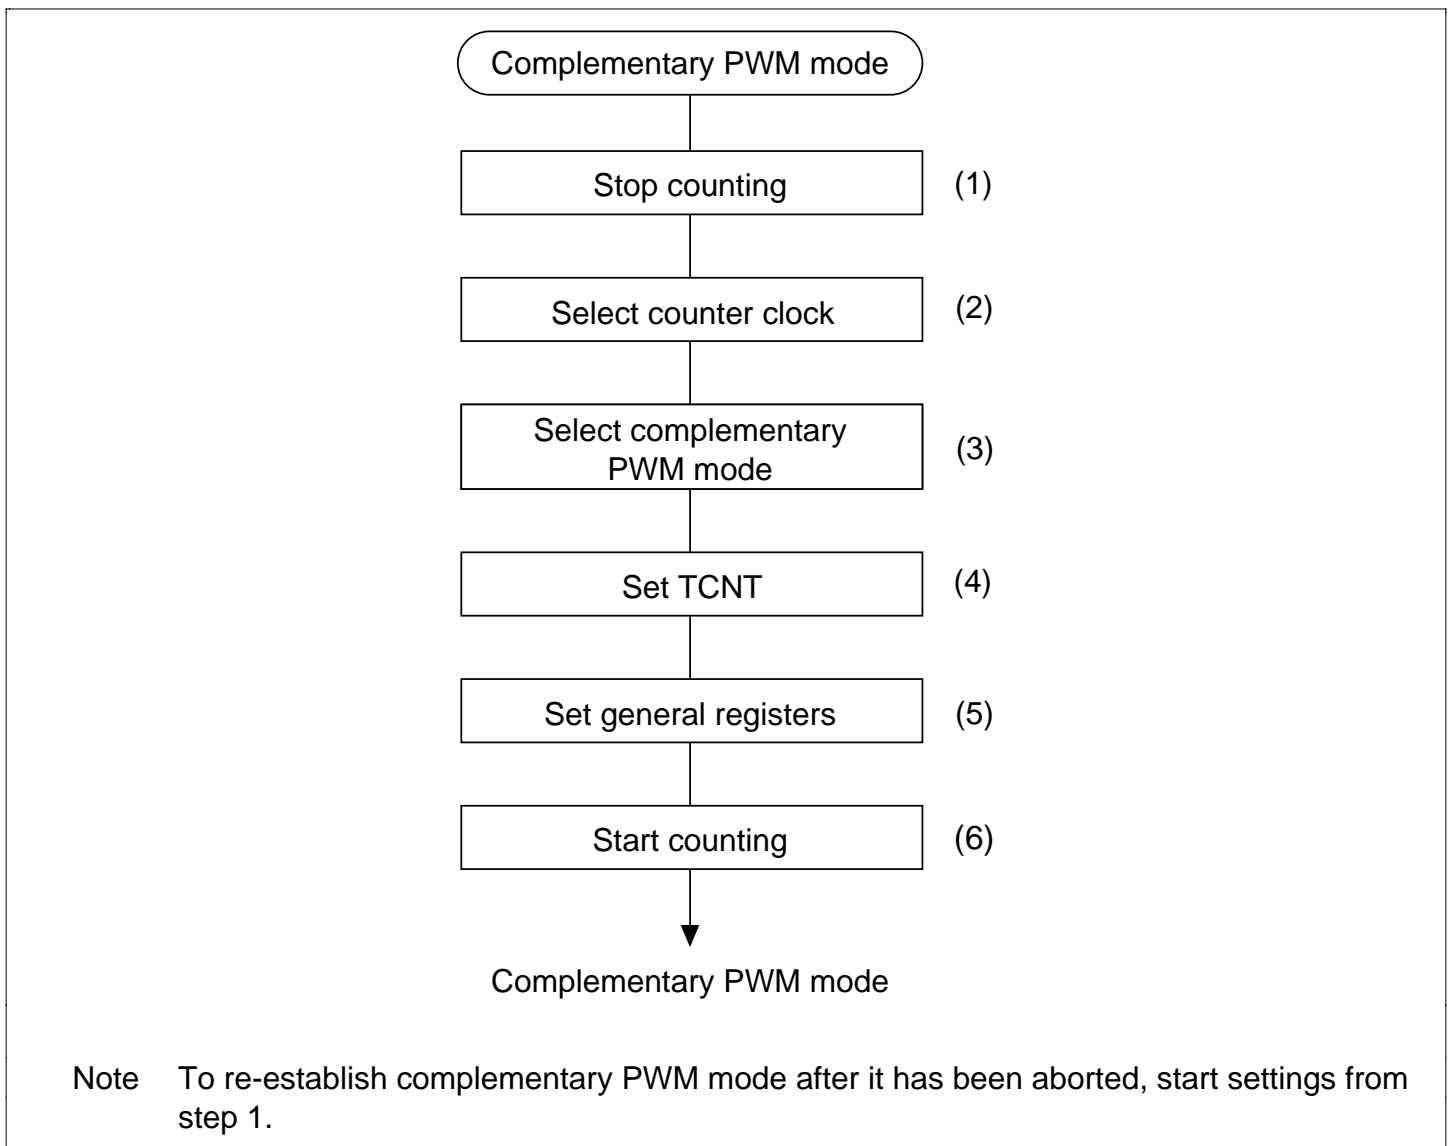 Complementary PWM mode
Stop counting (1)
Select counter clock (2)
Select complementary
PWM mode (3)
Set TCNT (4)
Set general registers (5)
Start counting (6)
Complementary PWM mode
Note To re-establish complementary PWM mode after it has been aborted, start settings from
step 1.